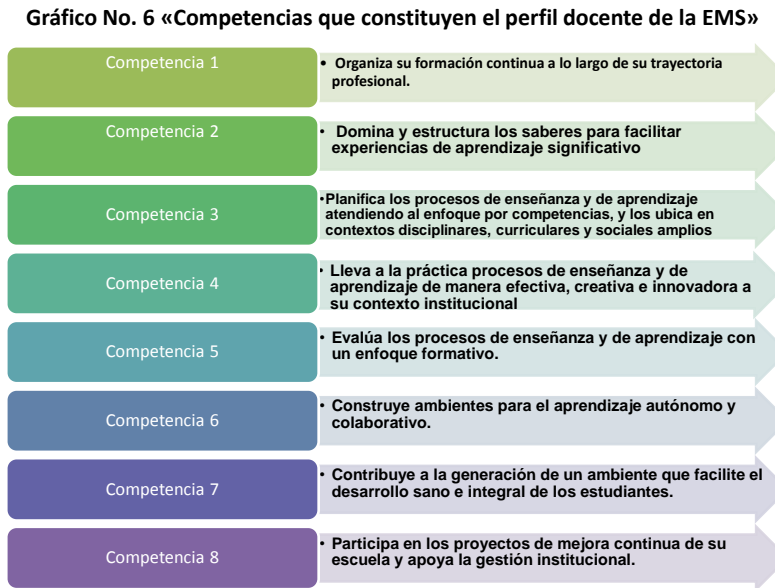 Gráfico No. 6 «Competencias que constituyen el perfil docente de la EMS»
Competencia 1
• Organiza su formación continua a lo largo de su trayectoria
profesional.
Competencia 2
• Domina y estructura los saberes para facilitar
experiencias de aprendizaje significativo
Competencia 3
•Planifica los procesos de enseñanza y de aprendizaje
atendiendo al enfoque por competencias, y los ubica en
contextos disciplinares, curriculares y sociales amplios
Competencia 4
• Lleva a la práctica procesos de enseñanza y de
aprendizaje de manera efectiva, creativa e innovadora a
su contexto institucional
Competencia 5
• Evalúa los procesos de enseñanza y de aprendizaje con
un enfoque formativo.
Competencia 6
• Construye ambientes para el aprendizaje autónomo y
colaborativo.
Competencia 7
• Contribuye a la generación de un ambiente que facilite el
desarrollo sano e integral de los estudiantes.
Competencia 8
• Participa en los proyectos de mejora continua de su
escuela y apoya la gestión institucional.